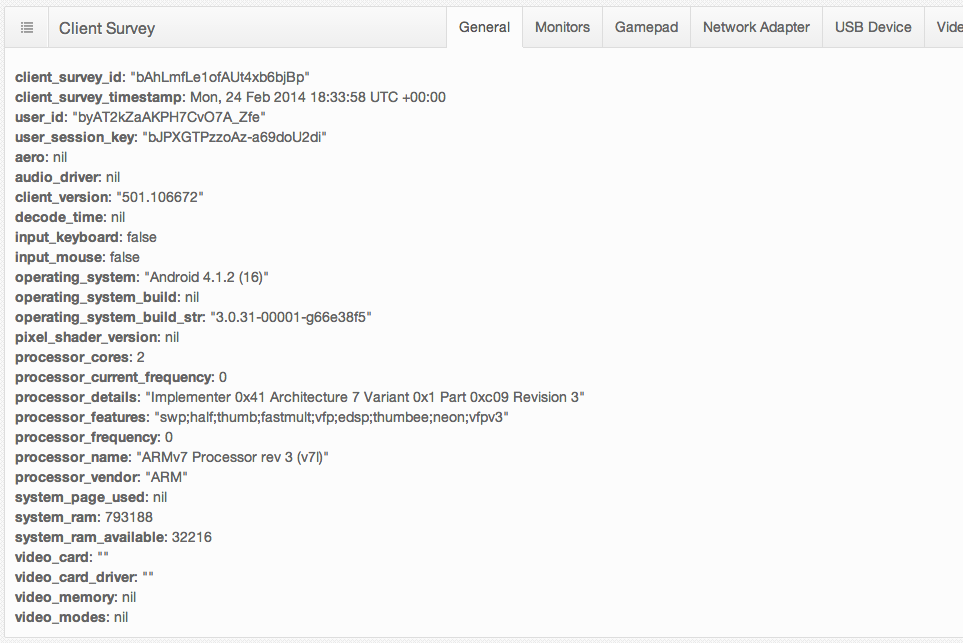 Client Survey General Monitors Gamepad Network Adapter USB Device Vide
client_survey_id: "bAhLmfLe1ofAUt4xb6bjBp"
client_survey_timestamp: Mon, 24 Feb 2014 18:33:58 UTC +00:00
user_id: "byAT2kZaAKPH7CvO7A_Zfe"
user_session_key: "bJPXGTPzzoAz-a69doU2di"
aero: nil
audio_driver: nil
client_version: "501.106672"
decode_time: nil
input_keyboard: false
input_mouse: false
operating_system: "Android 4.1.2 (16)"
operating_system_build: nil
operating_system_build_str: "3.0.31-00001-g66e38f5"
pixel_shader_version: nil
processor_cores: 2
processor_current_frequency: 0
processor_details: "Implementer 0x41 Architecture 7 Variant 0x1 Part 0xc09 Revision 3"
processor_features: "swp;half;thumb;fastmult;vfp;edsp;thumbee;neon;vfpv3"
processor_frequency: 0
processor_name: "ARMv7 Processor rev 3 (v7l)"
processor_vendor: "ARM"
system_page_used: nil
system_ram: 793188
system_ram_available: 32216
video_card: ""
video_card_driver: ""
video_memory: nil
video_modes: nil